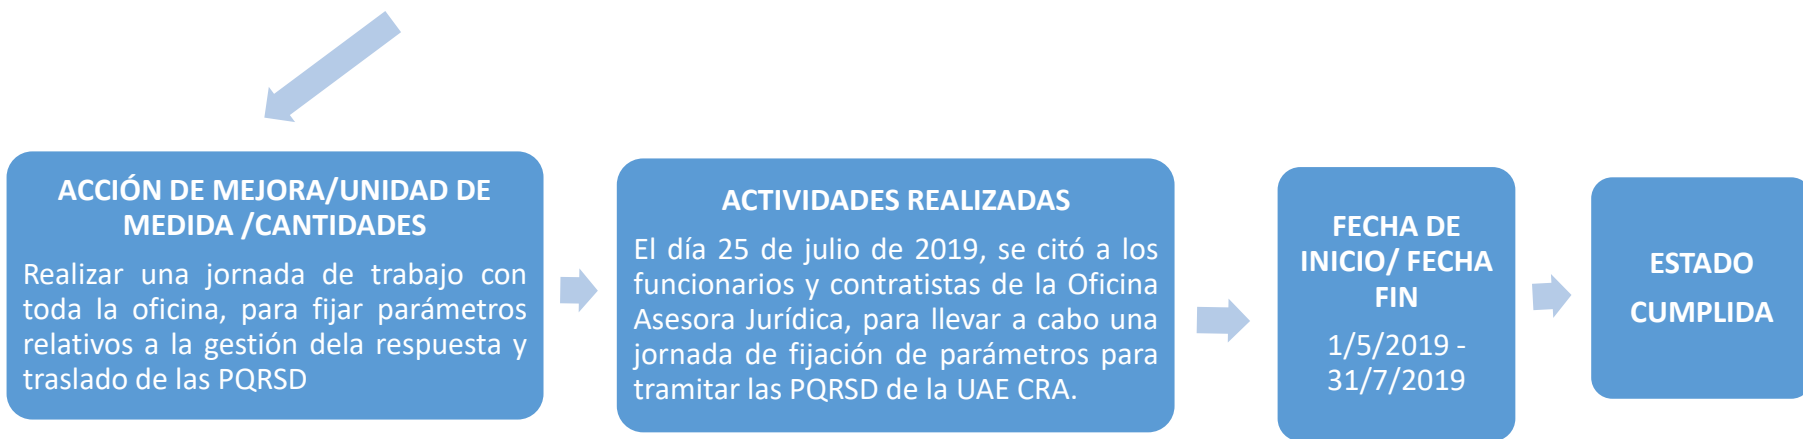 ACCIÓN DE MEJORA/UNIDAD DE
MEDIDA /CANTIDADES
Realizar una jornada de trabajo con
toda la oficina, para fijar parámetros
relativos a la gestión dela respuesta y
traslado de las PQRSD
ACTIVIDADES REALIZADAS
El día 25 de julio de 2019, se citó a los
funcionarios y contratistas de la Oficina
Asesora Jurídica, para llevar a cabo una
jornada de fijación de parámetros para
tramitar las PQRSD de la UAE CRA.
FECHA DE
INICIO/ FECHA
FIN
1/5/2019 -
31/7/2019
ESTADO
CUMPLIDA